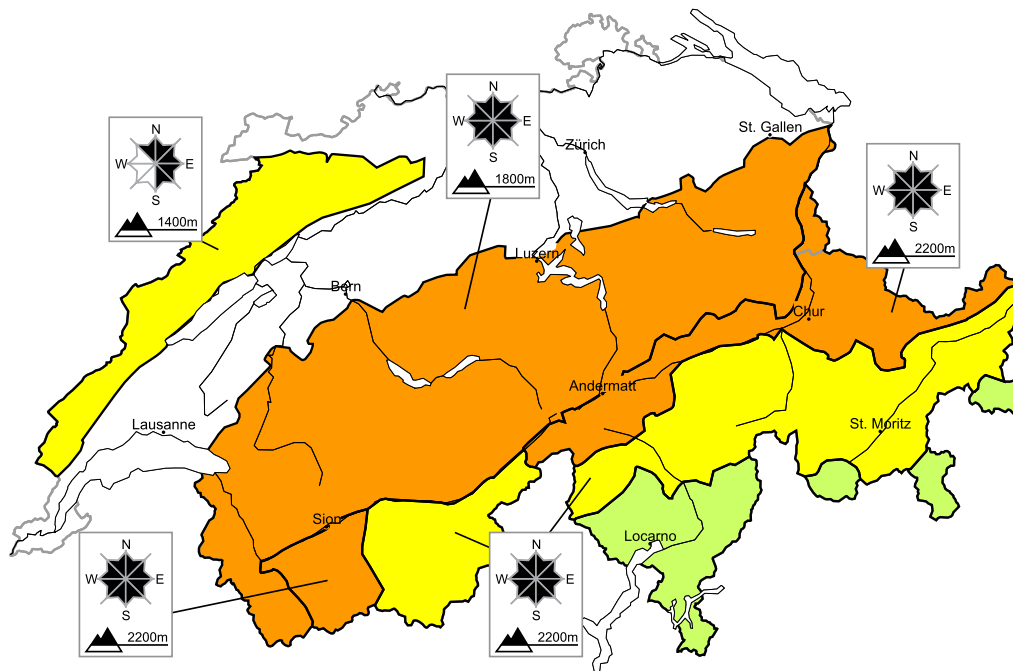 N
W E
S
1400m
N
W E
S
1800m
Zürich
St. Gallen
N
W E
S
2200m
Luzern
Bern
Chur
Andermatt
Lausanne
St. Moritz
Sion
Locarno
N
W E
S
2200m
N
W E
S
2200m